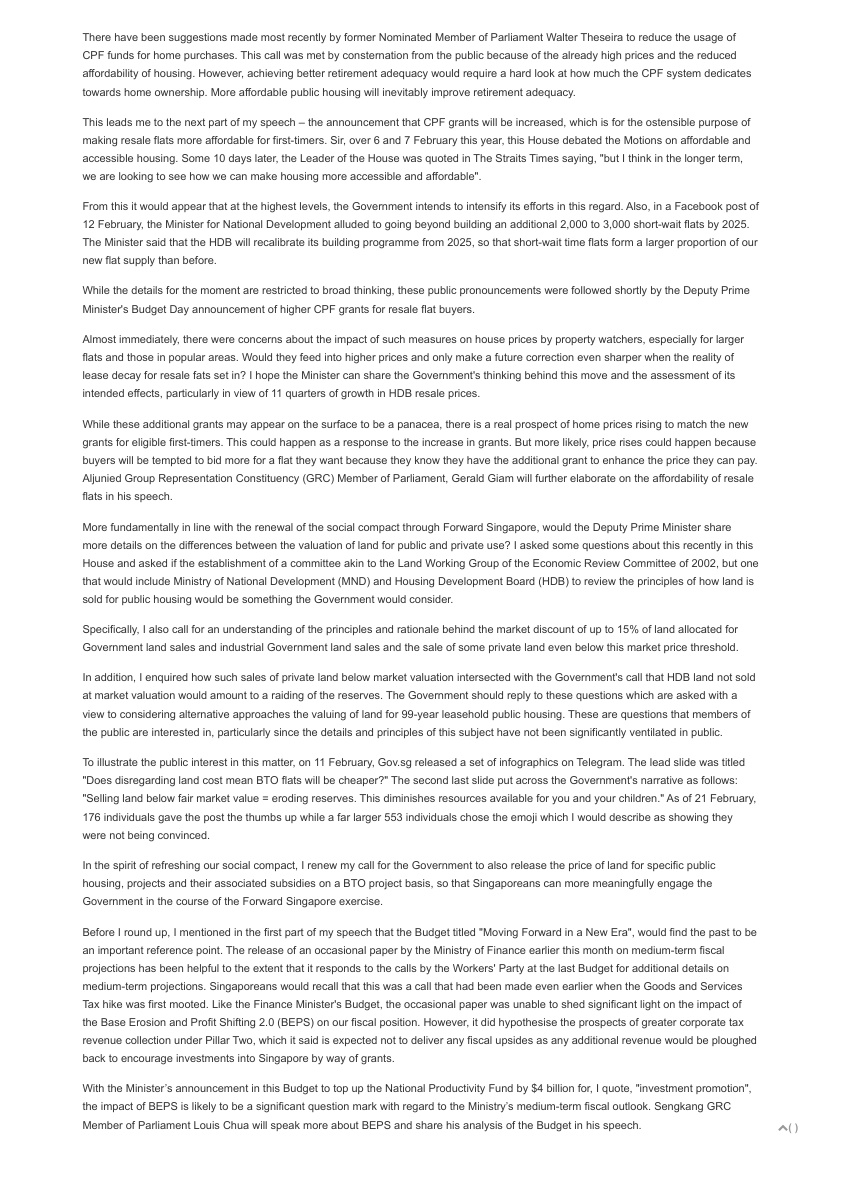 There have been suggestions made most recently by former Nominated Member of Parliament Walter Theseira to reduce the usage of
CPF funds for home purchases. This call was met by consternation from the public because of the already high prices and the reduced
affordability of housing. However, achieving better retirement adequacy would require a hard look at how much the CPF system dedicates
towards home ownership. More affordable public housing will inevitably improve retirement adequacy.
This leads me to the next part of my speech – the announcement that CPF grants will be increased, which is for the ostensible purpose of
making resale flats more affordable for first-timers. Sir, over 6 and 7 February this year, this House debated the Motions on affordable and
accessible housing. Some 10 days later, the Leader of the House was quoted in The Straits Times saying, "but I think in the longer term,
we are looking to see how we can make housing more accessible and affordable".
From this it would appear that at the highest levels, the Government intends to intensify its efforts in this regard. Also, in a Facebook post of
12 February, the Minister for National Development alluded to going beyond building an additional 2,000 to 3,000 short-wait flats by 2025.
The Minister said that the HDB will recalibrate its building programme from 2025, so that short-wait time flats form a larger proportion of our
new flat supply than before.
While the details for the moment are restricted to broad thinking, these public pronouncements were followed shortly by the Deputy Prime
Minister's Budget Day announcement of higher CPF grants for resale flat buyers.
Almost immediately, there were concerns about the impact of such measures on house prices by property watchers, especially for larger
flats and those in popular areas. Would they feed into higher prices and only make a future correction even sharper when the reality of
lease decay for resale fats set in? I hope the Minister can share the Government's thinking behind this move and the assessment of its
intended effects, particularly in view of 11 quarters of growth in HDB resale prices.
While these additional grants may appear on the surface to be a panacea, there is a real prospect of home prices rising to match the new
grants for eligible first-timers. This could happen as a response to the increase in grants. But more likely, price rises could happen because
buyers will be tempted to bid more for a flat they want because they know they have the additional grant to enhance the price they can pay.
Aljunied Group Representation Constituency (GRC) Member of Parliament, Gerald Giam will further elaborate on the affordability of resale
flats in his speech.
More fundamentally in line with the renewal of the social compact through Forward Singapore, would the Deputy Prime Minister share
more details on the differences between the valuation of land for public and private use? I asked some questions about this recently in this
House and asked if the establishment of a committee akin to the Land Working Group of the Economic Review Committee of 2002, but one
that would include Ministry of National Development (MND) and Housing Development Board (HDB) to review the principles of how land is
sold for public housing would be something the Government would consider.
Specifically, I also call for an understanding of the principles and rationale behind the market discount of up to 15% of land allocated for
Government land sales and industrial Government land sales and the sale of some private land even below this market price threshold.
In addition, I enquired how such sales of private land below market valuation intersected with the Government's call that HDB land not sold
at market valuation would amount to a raiding of the reserves. The Government should reply to these questions which are asked with a
view to considering alternative approaches the valuing of land for 99-year leasehold public housing. These are questions that members of
the public are interested in, particularly since the details and principles of this subject have not been significantly ventilated in public.
To illustrate the public interest in this matter, on 11 February, Gov.sg released a set of infographics on Telegram. The lead slide was titled
"Does disregarding land cost mean BTO flats will be cheaper?" The second last slide put across the Government's narrative as follows:
"Selling land below fair market value = eroding reserves. This diminishes resources available for you and your children." As of 21 February,
176 individuals gave the post the thumbs up while a far larger 553 individuals chose the emoji which I would describe as showing they
were not being convinced.
In the spirit of refreshing our social compact, I renew my call for the Government to also release the price of land for specific public
housing, projects and their associated subsidies on a BTO project basis, so that Singaporeans can more meaningfully engage the
Government in the course of the Forward Singapore exercise.
Before I round up, I mentioned in the first part of my speech that the Budget titled "Moving Forward in a New Era", would find the past to be
an important reference point. The release of an occasional paper by the Ministry of Finance earlier this month on medium-term fiscal
projections has been helpful to the extent that it responds to the calls by the Workers' Party at the last Budget for additional details on
medium-term projections. Singaporeans would recall that this was a call that had been made even earlier when the Goods and Services
Tax hike was first mooted. Like the Finance Minister's Budget, the occasional paper was unable to shed significant light on the impact of
the Base Erosion and Profit Shifting 2.0 (BEPS) on our fiscal position. However, it did hypothesise the prospects of greater corporate tax
revenue collection under Pillar Two, which it said is expected not to deliver any fiscal upsides as any additional revenue would be ploughed
back to encourage investments into Singapore by way of grants.
With the Minister’s announcement in this Budget to top up the National Productivity Fund by $4 billion for, I quote, "investment promotion",
the impact of BEPS is likely to be a significant question mark with regard to the Ministry’s medium-term fiscal outlook. Sengkang GRC
Member of Parliament Louis Chua will speak more about BEPS and share his analysis of the Budget in his speech.
( )